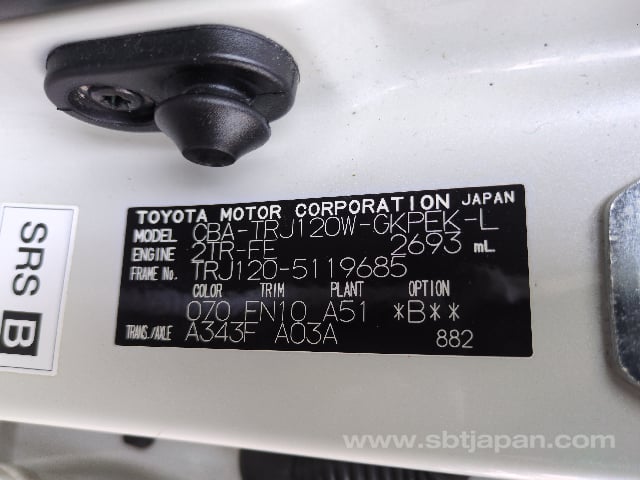 TOYOTA MOTOR CORPORATION JAPAN
MODEL CBA-TRJ120W-GKPEK-L
ENGINE 2TR-FE 2693 mL
FRAME No. TRJ120-5119685
COLOR TRIM PLANT OPTION
070 FN10 A51 *B**
TRANS./AXLE A343F A03A 882
SRS B
www.sbtjapan.com